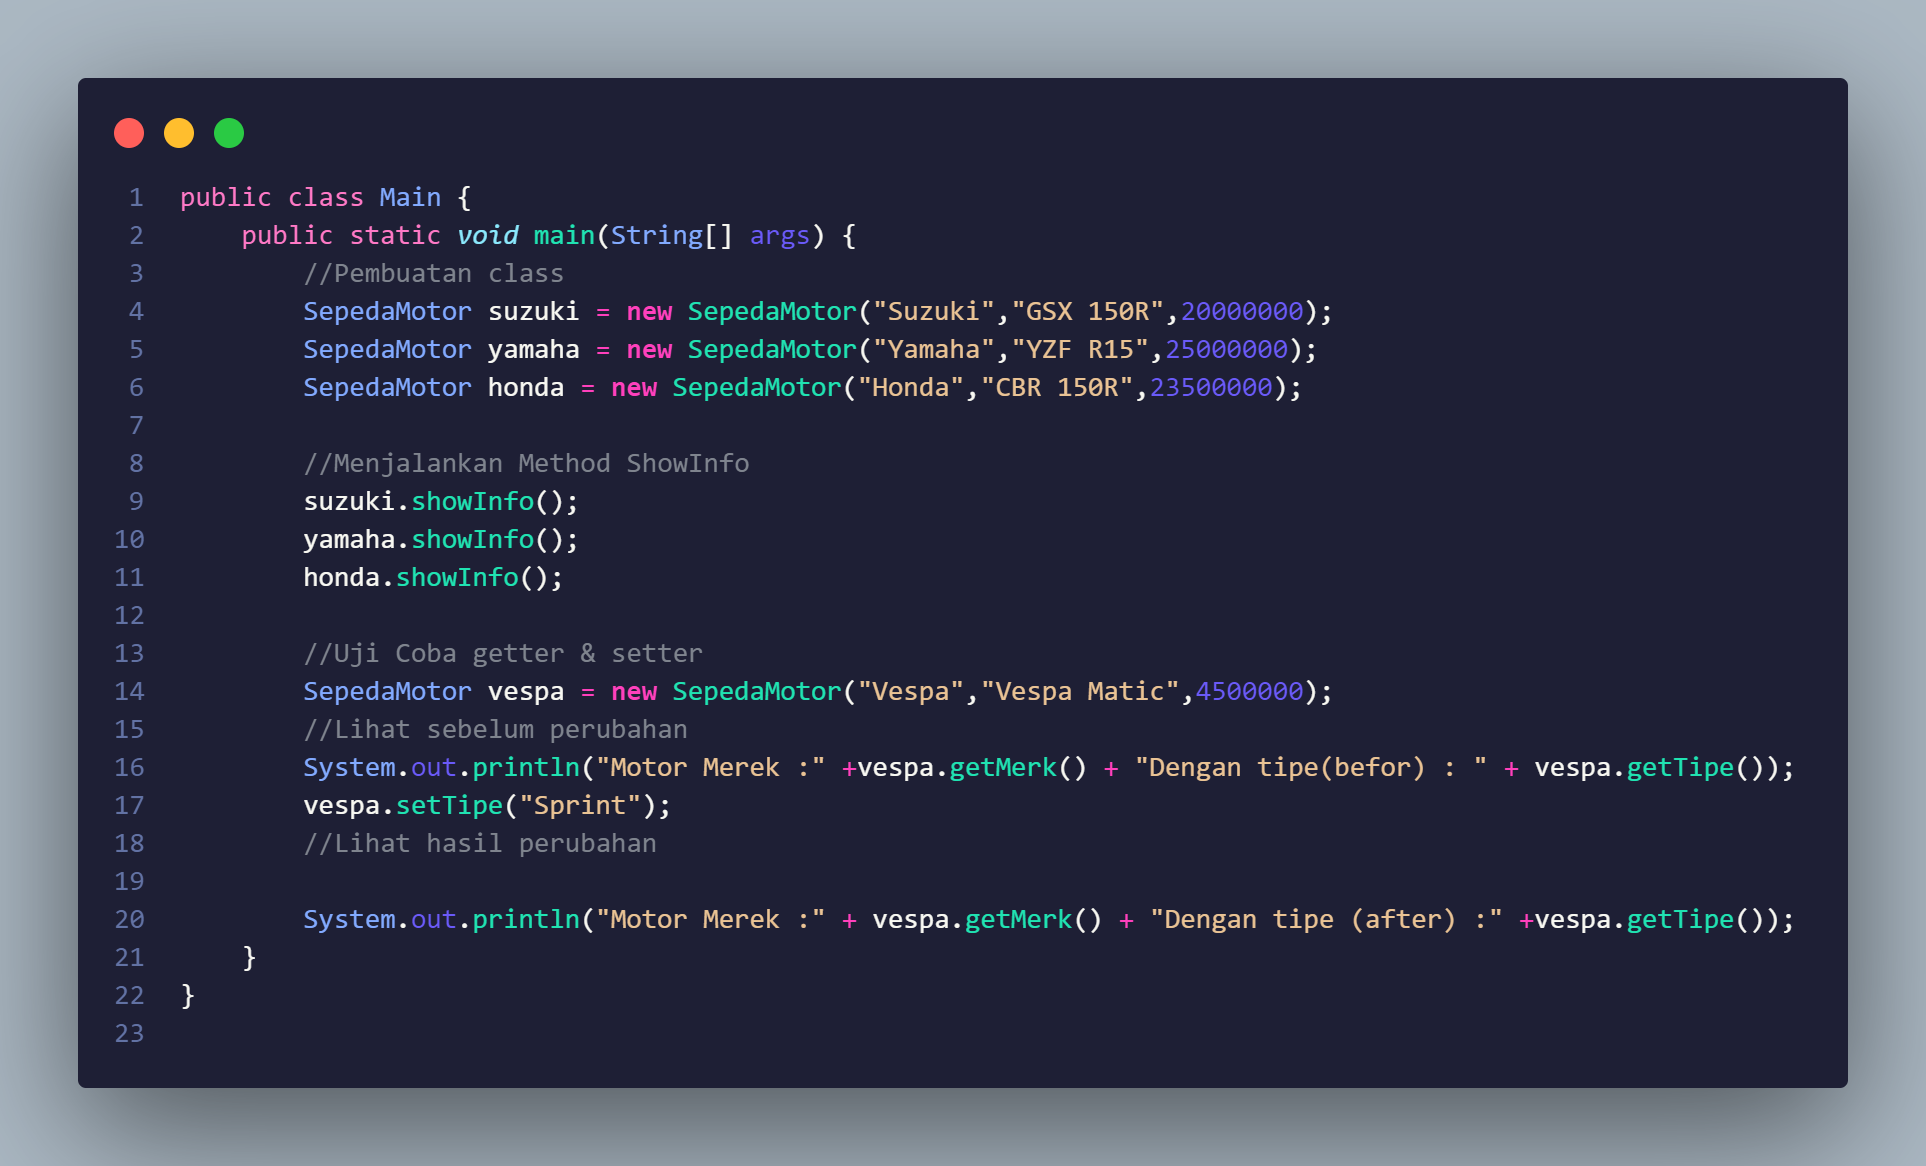 1 public class Main {
2     public static void main(String[] args) {
3         //Pembuatan class
4         SepedaMotor suzuki = new SepedaMotor("Suzuki","GSX 150R",20000000);
5         SepedaMotor yamaha = new SepedaMotor("Yamaha","YZF R15",25000000);
6         SepedaMotor honda = new SepedaMotor("Honda","CBR 150R",23500000);
7
8         //Menjalankan Method ShowInfo
9         suzuki.showInfo();
10         yamaha.showInfo();
11         honda.showInfo();
12
13         //Uji Coba getter & setter
14         SepedaMotor vespa = new SepedaMotor("Vespa","Vespa Matic",4500000);
15         //Lihat sebelum perubahan
16         System.out.println("Motor Merek :" +vespa.getMerk() + "Dengan tipe(befor) : " + vespa.getTipe());
17         vespa.setTipe("Sprint");
18         //Lihat hasil perubahan
19
20         System.out.println("Motor Merek :" + vespa.getMerk() + "Dengan tipe (after) :" +vespa.getTipe());
21     }
22 }
23